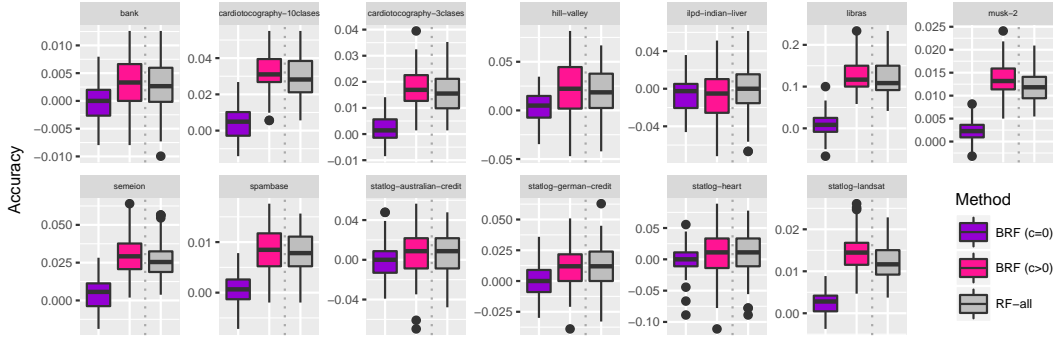 bank
cardiotocography−10clases
cardiotocography−3clases
hill−valley
ilpd−indian−liver
libras
musk−2
0.010
0.005
0.000
−0.005
−0.010
0.04
0.02
0.00
0.04
0.03
0.02
0.01
0.00
−0.01
0.05
0.00
−0.05
0.04
0.00
−0.04
0.2
0.1
0.0
0.025
0.020
0.015
0.010
0.005
0.000
Accuracy
semeion
spambase
statlog−australian−credit
statlog−german−credit
statlog−heart
statlog−landsat
0.050
0.025
0.000
0.01
0.00
0.04
0.00
−0.04
0.050
0.025
0.000
−0.025
0.05
0.00
−0.05
−0.10
0.02
0.01
0.00
Method
BRF (c=0)
BRF (c>0)
RF−all